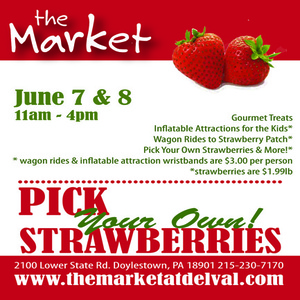 the
Market
June 7 & 8
11am - 4pm
Gourmet Treats
Inflatable Attractions for the Kids*
Wagon Rides to Strawberry Patch*
Pick Your Own Strawberries & More!*
* wagon rides & inflatable attraction wristbands are $3.00 per person
*strawberries are $1.99lb
PICK
Your Own!
STRAWBERRIES
2100 Lower State Rd. Doylestown, PA 18901 215-230-7170
www.themarketatdelval.com